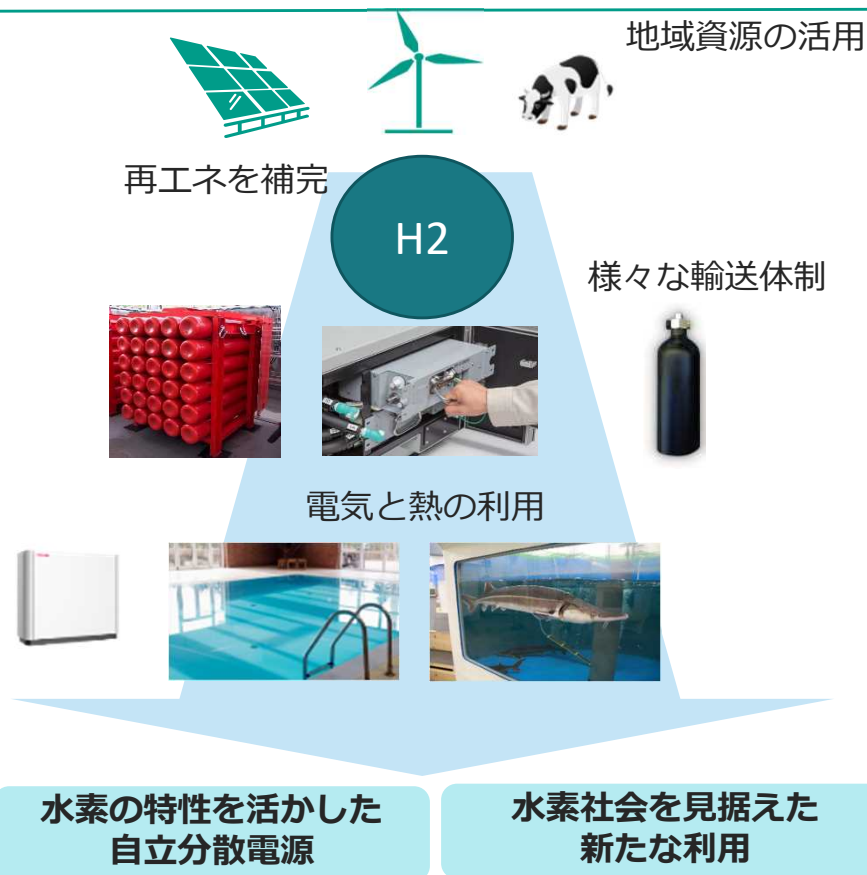 地域資源の活用
再エネを補完
H2
様々な輸送体制
電気と熱の利用
水素の特性を活かした
自立分散電源
水素社会を見据えた
新たな利用